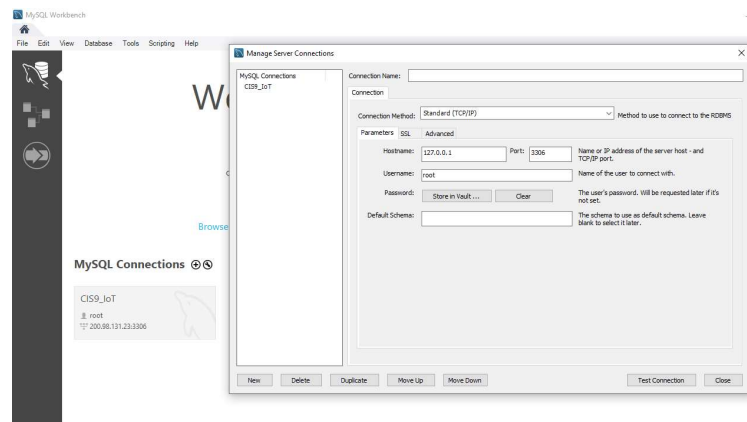 MySQL Workbench
File Edit View Database Tools Scripting Help
W
Browse
MySQL Connections
CIS9_IoT
root
200.98.131.23:3306
Manage Server Connections
MySQL Connections
CIS9_IoT
Connection Name:
Connection
Connection Method: Standard (TCP/IP) Method to use to connect to the RDBMS
Parameters SSL Advanced
Hostname: 127.0.0.1 Port: 3306 Name or IP address of the server host - and
TCP/IP port.
Username: root Name of the user to connect with.
Password: Store in Vault ... Clear The user's password. Will be requested later if it's
not set.
Default Schema: The schema to use as default schema. Leave
blank to select it later.
New Delete Duplicate Move Up Move Down Test Connection Close